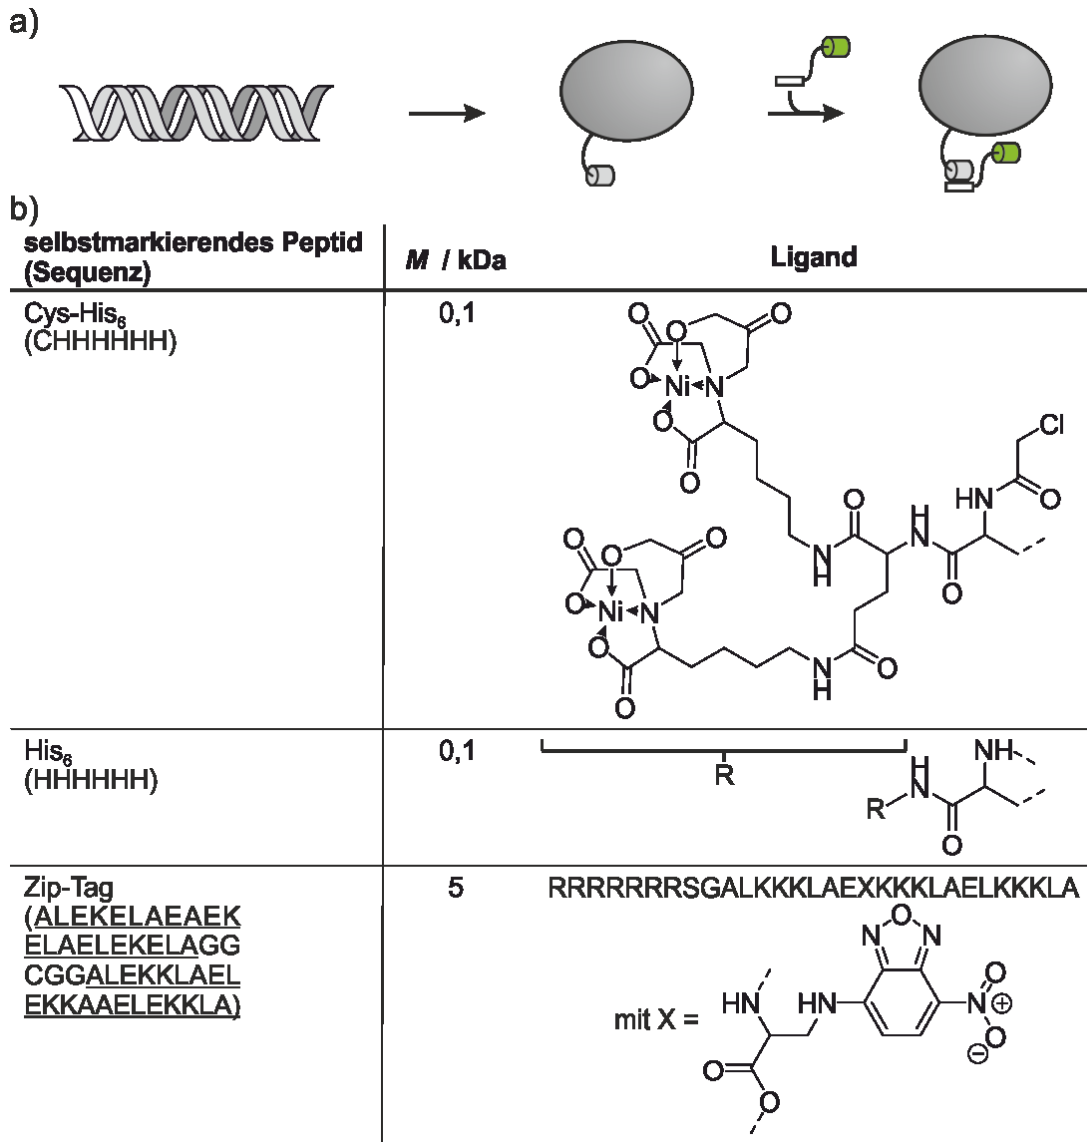 a)
b)
selbstmarkierendes Peptid
(Sequenz)
M / kDa
Ligand
Cys-His₆
(CHHHHHH)
0,1
O
O
O
O
Ni
N
O
O
Cl
HN
O
O
H
N
N
H
O
O
O
O
O
Ni
N
O
O
N
H
O
His₆
(HHHHHH)
0,1
R
NH
H
N
R
O
Zip-Tag
(ALEKELAEAEK
ELAELEKELAGG
CGGALEKKLAEL
EKKAAELEKKLA)
5
RRRRRRRSGALKKKLAEXKKKLAELKKKLA
mit X =
HN
HN
O
O
N
O
N
N
⊕
O
O
⊖